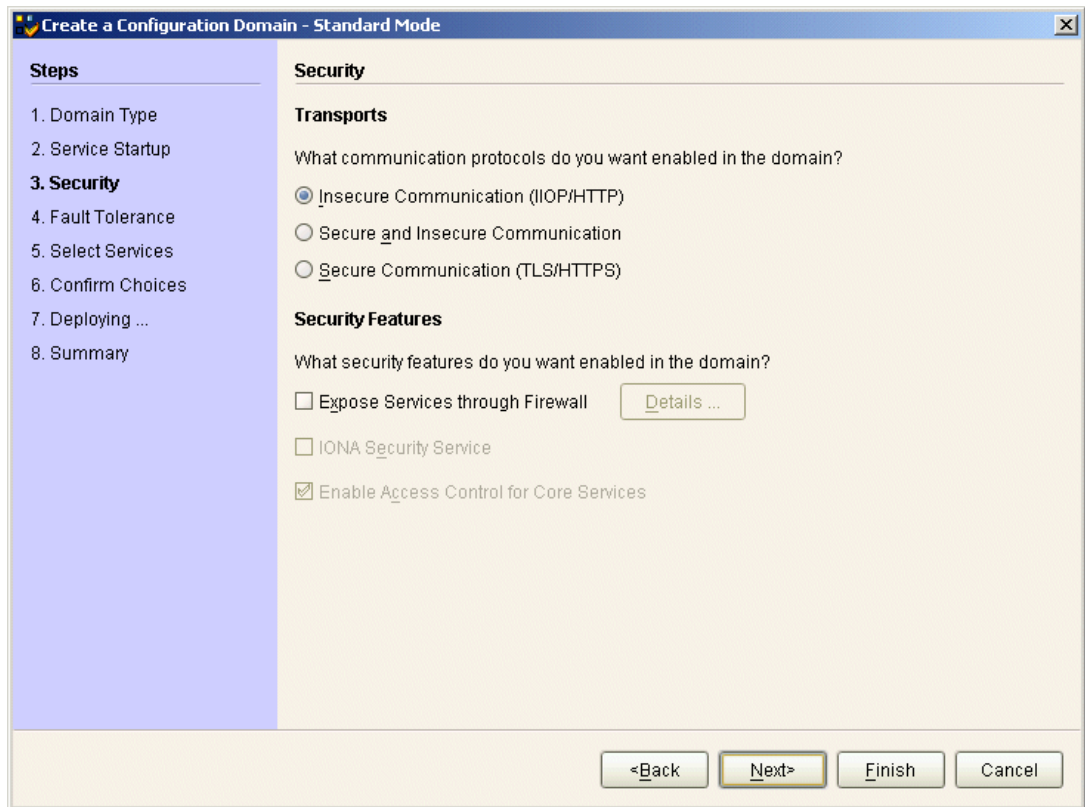 Create a Configuration Domain - Standard Mode
Steps
1. Domain Type
2. Service Startup
3. Security
4. Fault Tolerance
5. Select Services
6. Confirm Choices
7. Deploying ...
8. Summary
Security
Transports
What communication protocols do you want enabled in the domain?
Insecure Communication (IIOP/HTTP)
Secure and Insecure Communication
Secure Communication (TLS/HTTPS)
Security Features
What security features do you want enabled in the domain?
Expose Services through Firewall
Details ...
IONA Security Service
Enable Access Control for Core Services
<Back
Next>
Finish
Cancel